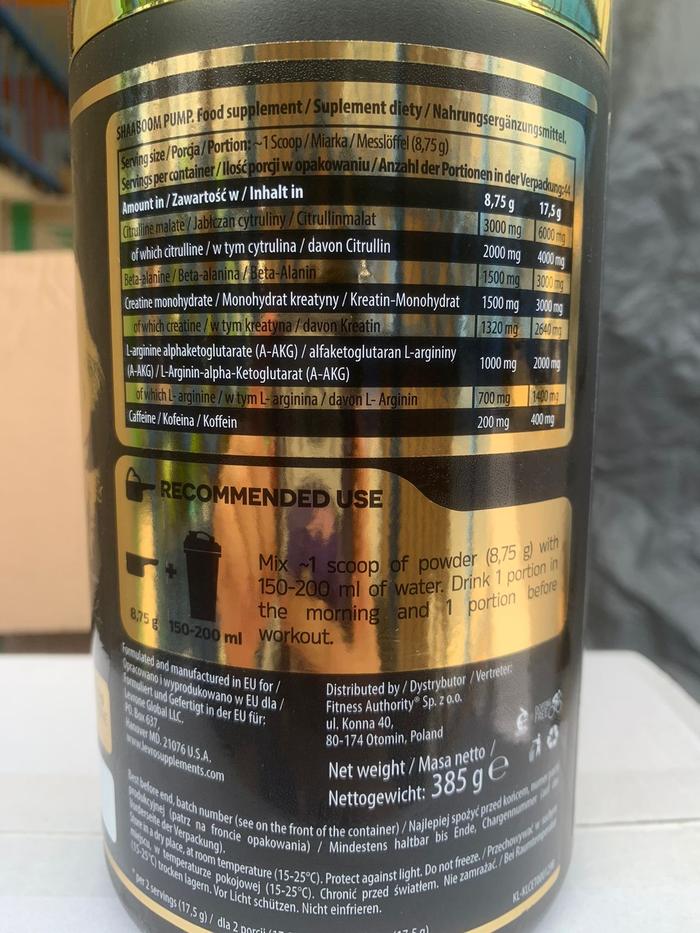 SHAABOOM PUMP. Food supplement / Suplement diety / Nahrungsergänzungsmittel.
Serving size / Porcja / Portion: ~1 Scoop / Miarka / Messlöffel (8,75 g)
Servings per container / Ilość porcji w opakowaniu / Anzahl der Portionen in der Verpackung: 44
Amount in / Zawartość w / Inhalt in 8,75 g 17,5 g
Citrulline malate / Jabłczan cytruliny / Citrullinmalat 3000 mg 6000 mg
of which citrulline / w tym cytrulina / davon Citrullin 2000 mg 4000 mg
Beta-alanine / Beta-alanina / Beta-Alanin 1500 mg 3000 mg
Creatine monohydrate / Monohydrat kreatyny / Kreatin-Monohydrat 1500 mg 3000 mg
of which creatine / w tym kreatyna / davon Kreatin 1320 mg 2640 mg
L-arginine alphaketoglutarate (A-AKG) / alfaketoglutaran L-argininy
(A-AKG) / L-Arginin-alpha-Ketoglutarat (A-AKG) 1000 mg 2000 mg
of which L- arginine / w tym L- arginina / davon L- Arginin 700 mg 1400 mg
Caffeine / Kofeina / Koffein 200 mg 400 mg
RECOMMENDED USE
Mix ~1 scoop of powder (8,75 g) with
150-200 ml of water. Drink 1 portion in
the morning and 1 portion before
workout.
8,75 g 150-200 ml
Formulated and manufactured in EU for /
Opracowano i wyprodukowano w EU dla /
Formuliert und Gefertigt in der EU für:
Levrone Global LLC.
P.O. Box 637,
Hanover MD. 21076 U.S.A.
www.levrosupplements.com
Distributed by / Dystrybutor / Vertreter:
Fitness Authority® Sp. z o.o.
ul. Konna 40,
80-174 Otomin, Poland
Net weight / Masa netto /
Nettogewicht: 385 g e
Best before end, batch number (see on the front of the container) / Najlepiej spożyć przed końcem, numer partii
produkcyjnej (patrz na froncie opakowania) / Mindestens haltbar bis Ende, Chargennummer
Vorderseite der Verpackung).
Store in a dry place, at room temperature (15-25°C). Protect against light. Do not freeze. / Przechowywać w suchym
miejscu, w temperaturze pokojowej (15-25°C). Chronić przed światłem. Nie zamrażać. / Bei Raumtemperatur
(15-25°C) trocken lagern. Vor Licht schützen. Nicht einfrieren.
* per 2 servings (17,5 g) / dla 2 porcji